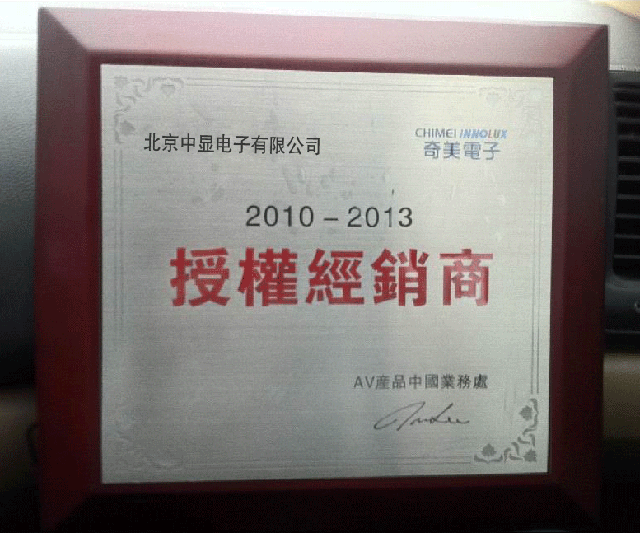 北京中显电子有限公司
CHIMEI INNOLUX
奇美電子
2010－2013
授權經銷商
AV産品中國業務處